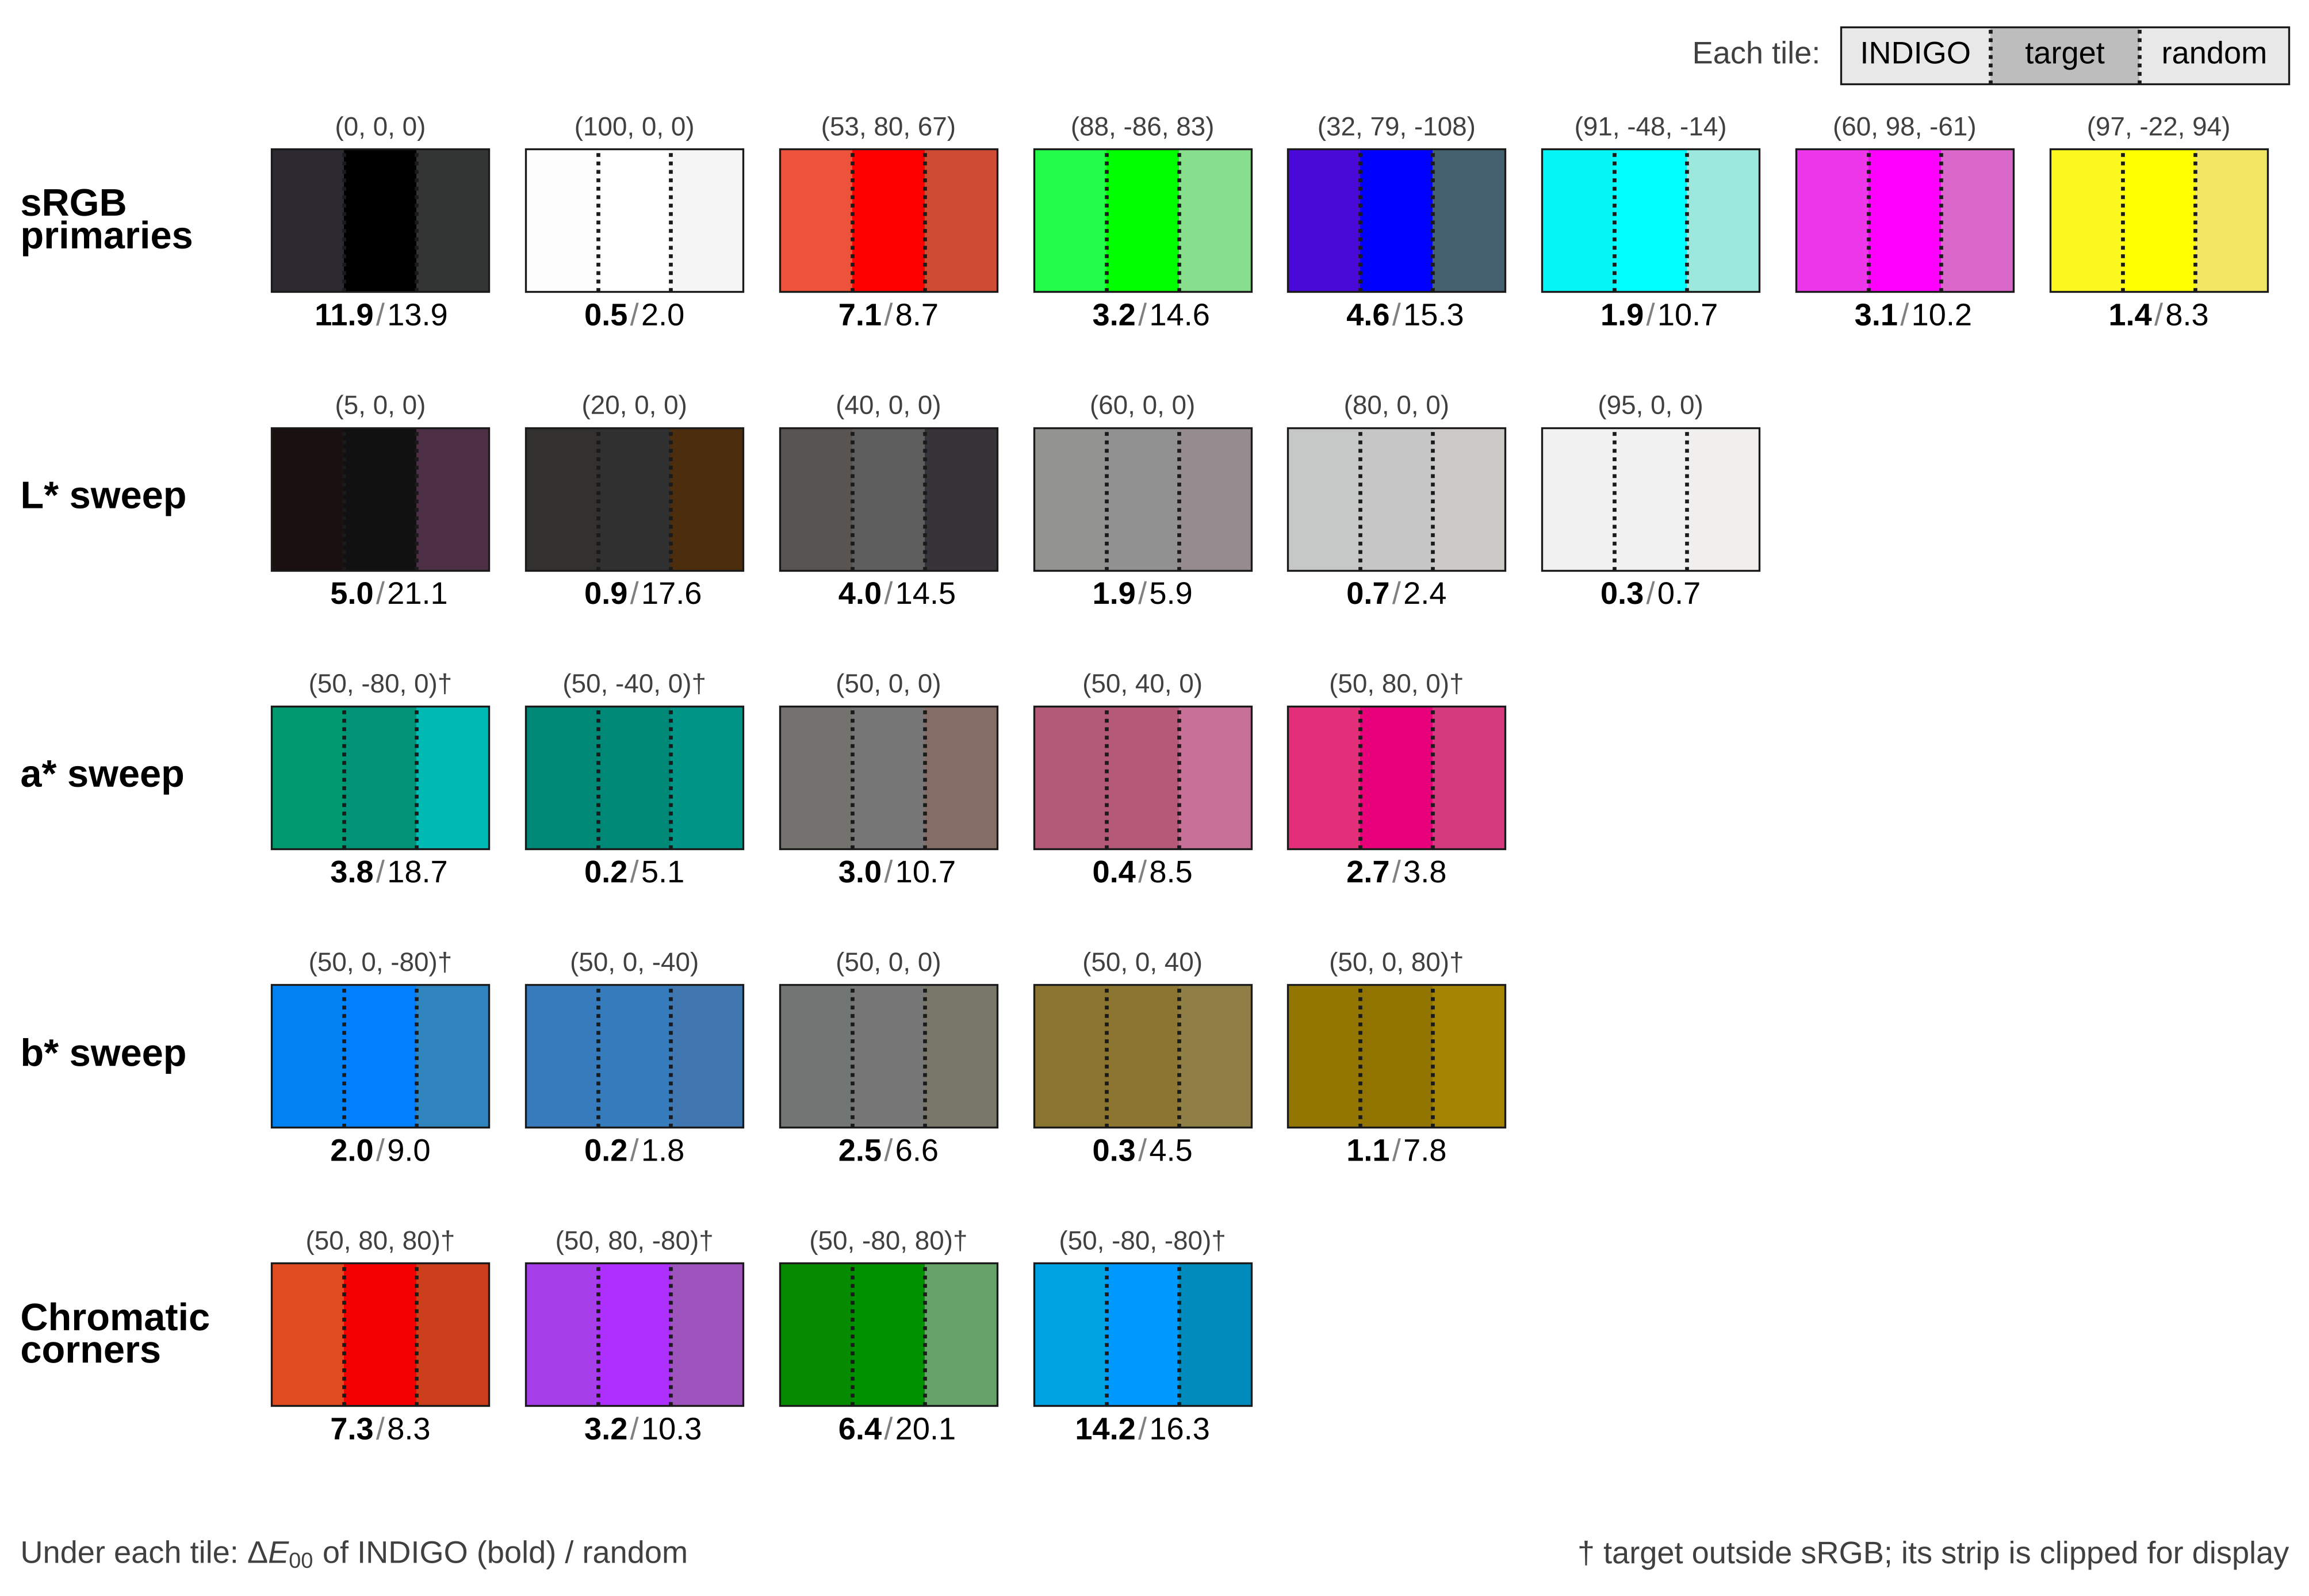 Each tile: INDIGO target random
(0, 0, 0) (100, 0, 0) (53, 80, 67) (88, -86, 83) (32, 79, -108) (91, -48, -14) (60, 98, -61) (97, -22, 94)
sRGB
primaries
11.9/13.9 0.5/2.0 7.1/8.7 3.2/14.6 4.6/15.3 1.9/10.7 3.1/10.2 1.4/8.3
(5, 0, 0) (20, 0, 0) (40, 0, 0) (60, 0, 0) (80, 0, 0) (95, 0, 0)
L* sweep
5.0/21.1 0.9/17.6 4.0/14.5 1.9/5.9 0.7/2.4 0.3/0.7
(50, -80, 0)† (50, -40, 0)† (50, 0, 0) (50, 40, 0) (50, 80, 0)†
a* sweep
3.8/18.7 0.2/5.1 3.0/10.7 0.4/8.5 2.7/3.8
(50, 0, -80)† (50, 0, -40) (50, 0, 0) (50, 0, 40) (50, 0, 80)†
b* sweep
2.0/9.0 0.2/1.8 2.5/6.6 0.3/4.5 1.1/7.8
(50, 80, 80)† (50, 80, -80)† (50, -80, 80)† (50, -80, -80)†
Chromatic
corners
7.3/8.3 3.2/10.3 6.4/20.1 14.2/16.3
Under each tile: ΔE00 of INDIGO (bold) / random
† target outside sRGB; its strip is clipped for display